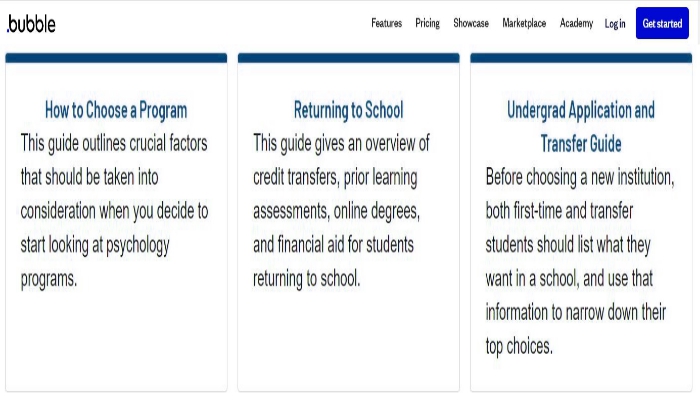 .bubble
Features Pricing Showcase Marketplace Academy Log in Get started
How to Choose a Program
This guide outlines crucial factors
that should be taken into
consideration when you decide to
start looking at psychology
programs.
Returning to School
This guide gives an overview of
credit transfers, prior learning
assessments, online degrees,
and financial aid for students
returning to school.
Undergrad Application and
Transfer Guide
Before choosing a new institution,
both first-time and transfer
students should list what they
want in a school, and use that
information to narrow down their
top choices.